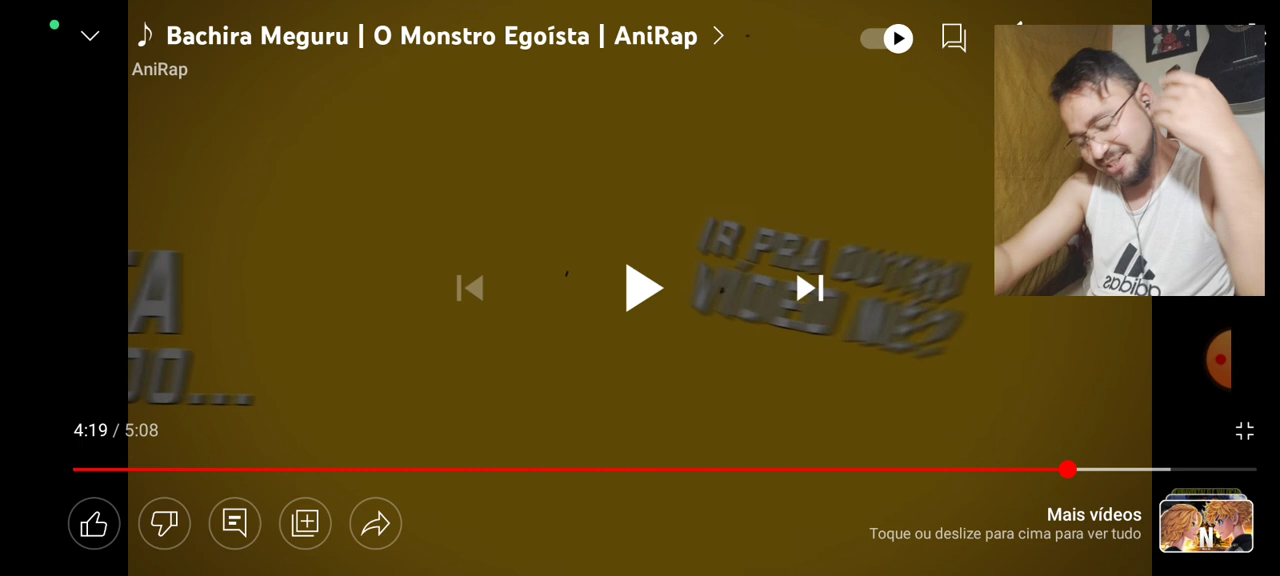 Bachira Meguru | O Monstro Egoísta | AniRap
AniRap
IR PRA OUTRO
VÍDEO NÉ?
4:19 / 5:08
Mais vídeos
Toque ou deslize para cima para ver tudo
adidas
N